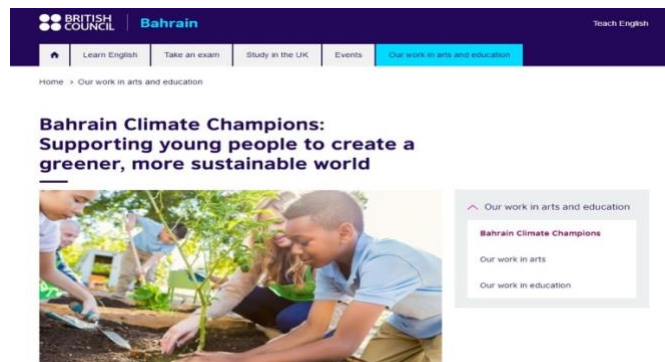 BRITISH
COUNCIL
Bahrain
Teach English
Learn English
Take an exam
Study in the UK
Events
Our work in arts and education
Home > Our work in arts and education
Bahrain Climate Champions:
Supporting young people to create a
greener, more sustainable world
Our work in arts and education
Bahrain Climate Champions
Our work in arts
Our work in education